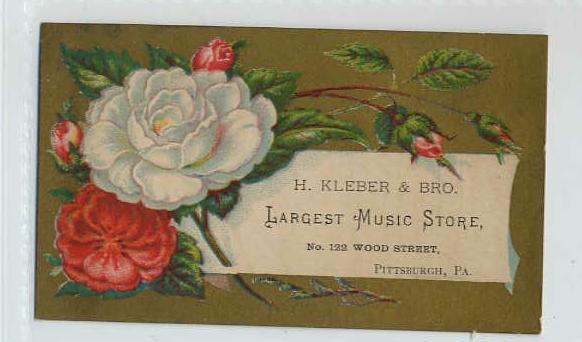 H. KLEBER & BRO.
LARGEST MUSIC STORE,
No. 122 WOOD STREET,
PITTSBURGH, PA.